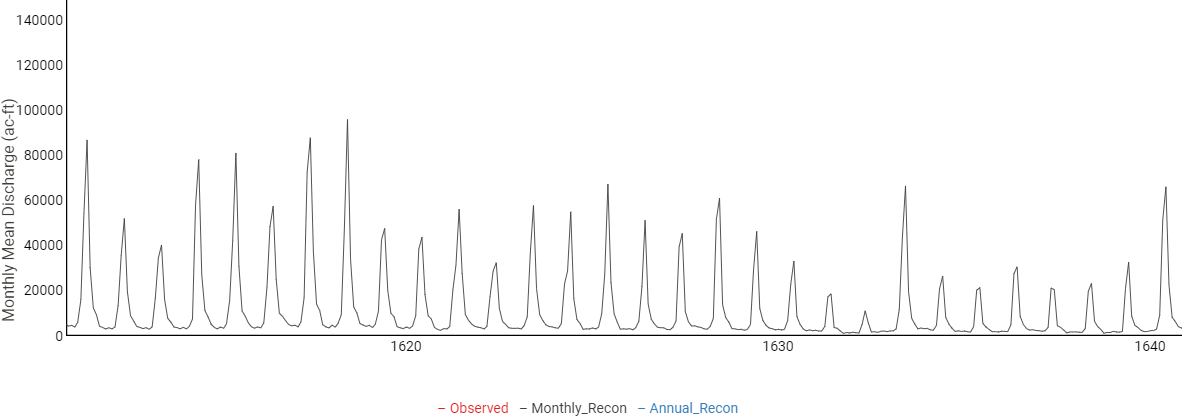 Monthly Mean Discharge (ac-ft)
140000
120000
100000
80000
60000
40000
20000
0
1620 1630 1640
– Observed – Monthly_Recon – Annual_Recon